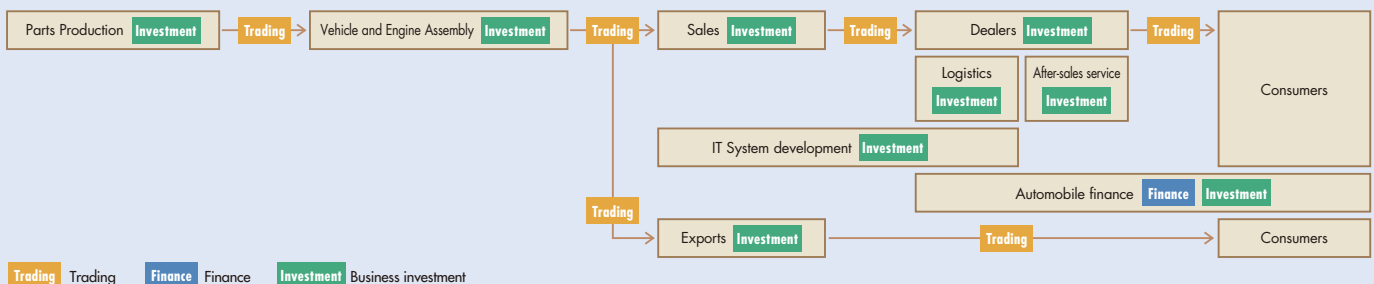 Parts Production Investment Trading Vehicle and Engine Assembly Investment Trading Sales Investment Trading Dealers Investment Trading
Logistics After-sales service
Investment Investment
Consumers
IT System development Investment
Automobile finance Finance Investment
Trading
Exports Investment Trading Consumers
Trading Trading Finance Finance Investment Business investment